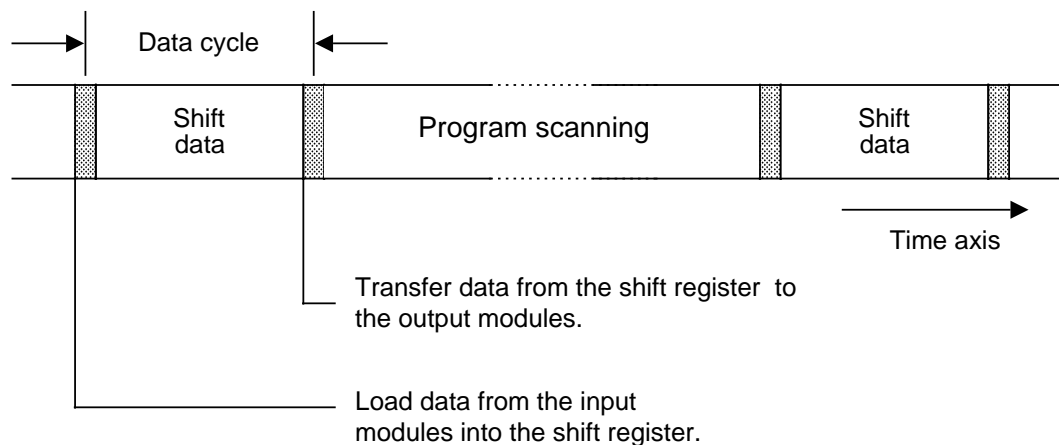 Data cycle
Shift
data
Program scanning
Shift
data
Time axis
Transfer data from the shift register to
the output modules.
Load data from the input
modules into the shift register.